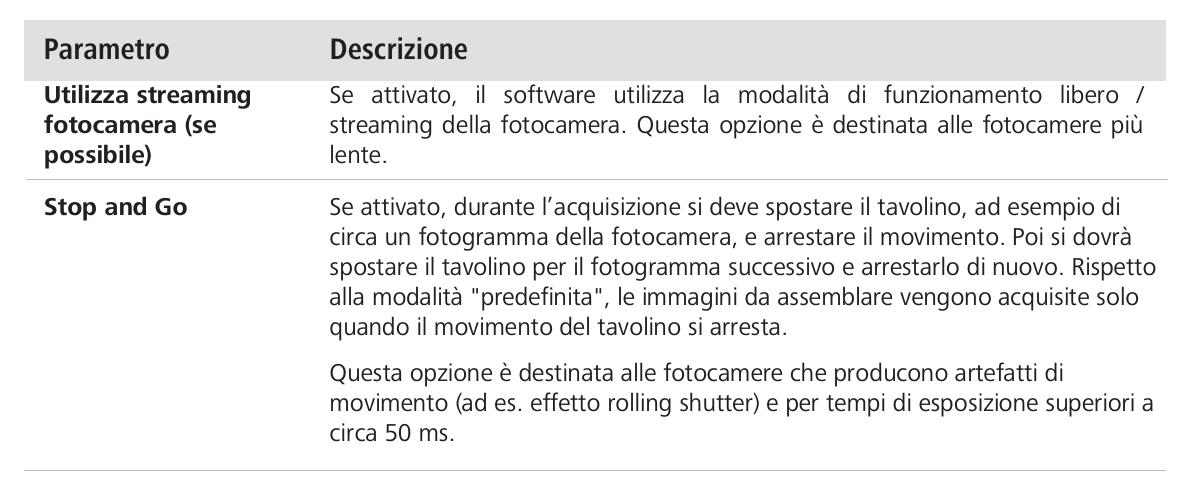 Parametro Descrizione
Utilizza streaming fotocamera (se possibile)
Se attivato, il software utilizza la modalità di funzionamento libero /
streaming della fotocamera. Questa opzione è destinata alle fotocamere più
lente.
Stop and Go
Se attivato, durante l’acquisizione si deve spostare il tavolino, ad esempio di
circa un fotogramma della fotocamera, e arrestare il movimento. Poi si dovrà
spostare il tavolino per il fotogramma successivo e arrestarlo di nuovo. Rispetto
alla modalità "predefinita", le immagini da assemblare vengono acquisite solo
quando il movimento del tavolino si arresta.
Questa opzione è destinata alle fotocamere che producono artefatti di
movimento (ad es. effetto rolling shutter) e per tempi di esposizione superiori a
circa 50 ms.